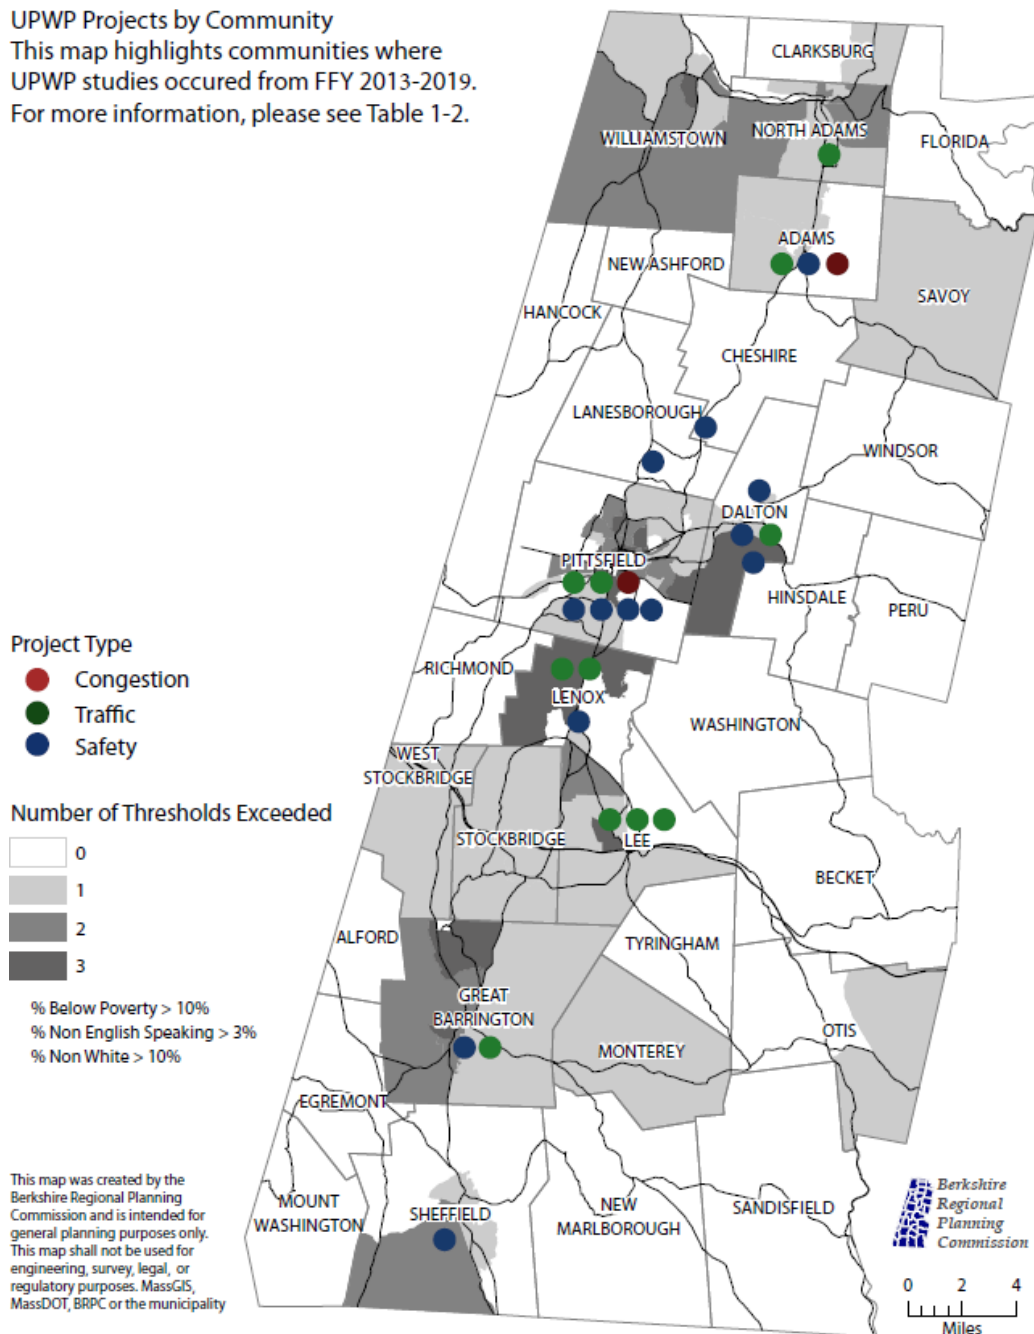 UPWP Projects by Community
This map highlights communities where
UPWP studies occured from FFY 2013-2019.
For more information, please see Table 1-2.
CLARKSBURG
WILLIAMSTOWN
NORTH ADAMS
FLORIDA
ADAMS
NEW ASHFORD
SAVOY
HANCOCK
CHESHIRE
LANESBOROUGH
WINDSOR
DALTON
PITTSFIELD
HINSDALE
PERU
Project Type
Congestion
Traffic
Safety
RICHMOND
LENOX
WASHINGTON
WEST
STOCKBRIDGE
STOCKBRIDGE
LEE
BECKET
Number of Thresholds Exceeded
0
1
2
3
% Below Poverty > 10%
% Non English Speaking > 3%
% Non White > 10%
ALFORD
TYRINGHAM
GREAT
BARRINGTON
OTIS
MONTEREY
EGREMONT
MOUNT
WASHINGTON
SHEFFIELD
NEW
MARLBOROUGH
SANDISFIELD
This map was created by the
Berkshire Regional Planning
Commission and is intended for
general planning purposes only.
This map shall not be used for
engineering, survey, legal, or
regulatory purposes. MassGIS,
MassDOT, BRPC or the municipality
Berkshire
Regional
Planning
Commission
0 2 4
Miles